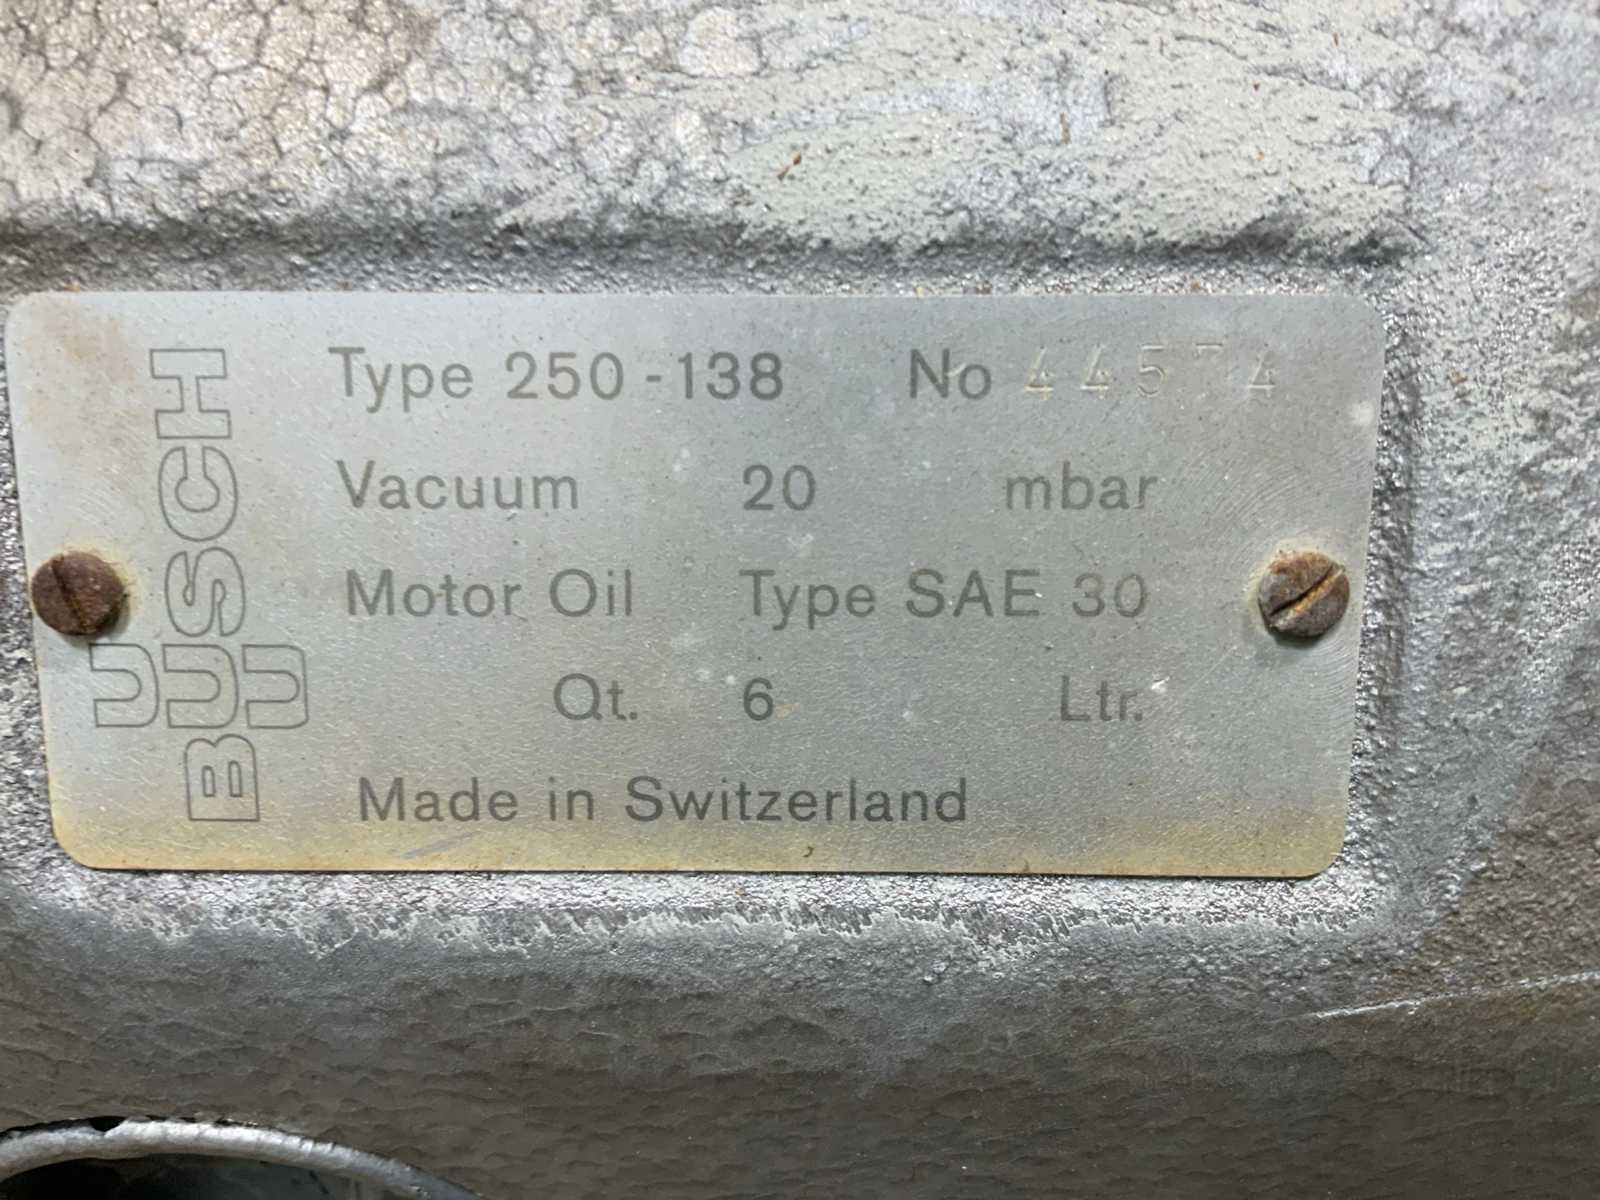 Type 250-138 No 44574
Vacuum 20 mbar
Motor Oil Type SAE 30
Qt. 6 Ltr.
Made in Switzerland
BUSCH
U
U